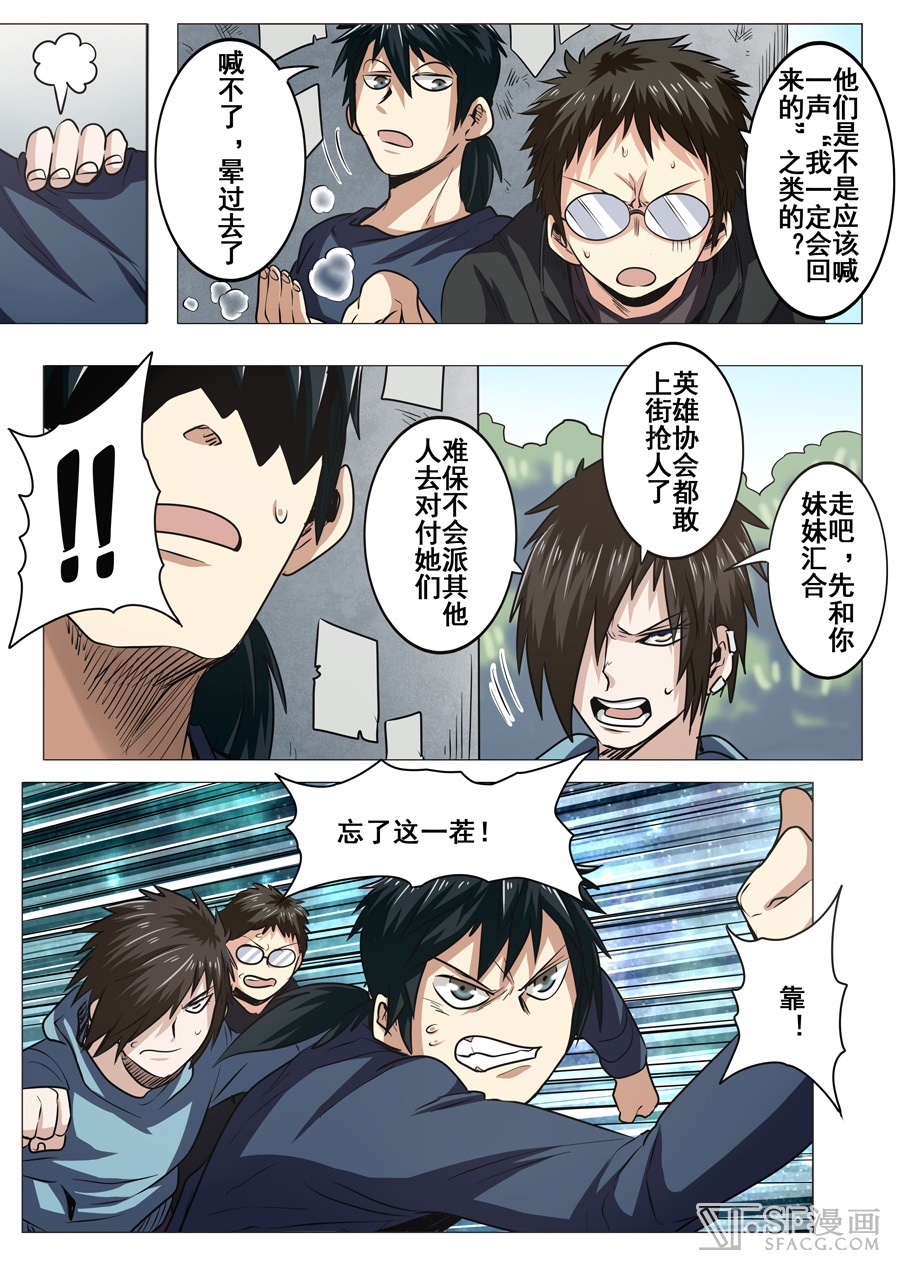 他们是不是应该喊
一声“我一定会回
来的”之类的？
喊不了，晕过去了
走吧，先和你
妹妹汇合
英雄协会都敢
上街抢人了
难保不会派其他
人去对付她们
!!
忘了这一茬！
靠！
SF漫画
SFACG.COM